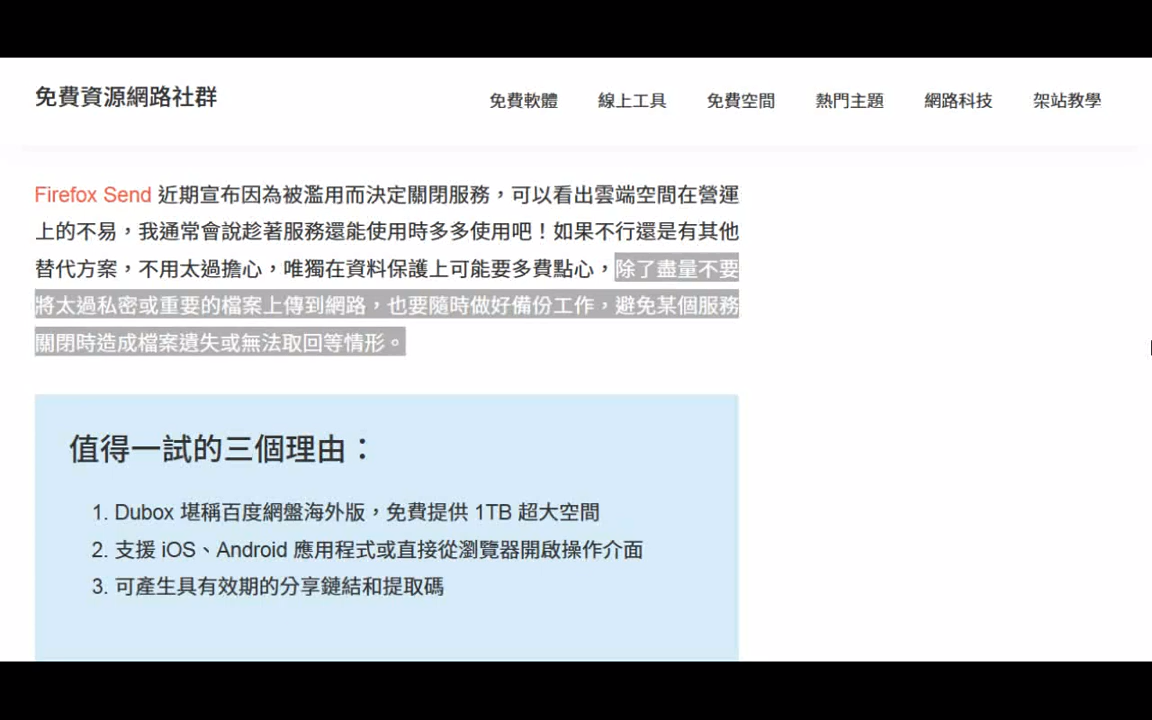 免費資源網路社群
免費軟體 線上工具 免費空間 熱門主題 網路科技 架站教學
Firefox Send 近期宣布因為被濫用而決定關閉服務，可以看出雲端空間在營運
上的不易，我通常會說趁著服務還能使用時多多使用吧！如果不行還是有其他
替代方案，不用太過擔心，唯獨在資料保護上可能要多費點心，除了盡量不要
將太過私密或重要的檔案上傳到網路，也要隨時做好備份工作，避免某個服務
關閉時造成檔案遺失或無法取回等情形。
值得一試的三個理由：
1. Dubox 堪稱百度網盤海外版，免費提供 1TB 超大空間
2. 支援 iOS、Android 應用程式或直接從瀏覽器開啟操作介面
3. 可產生具有效期的分享鏈結和提取碼